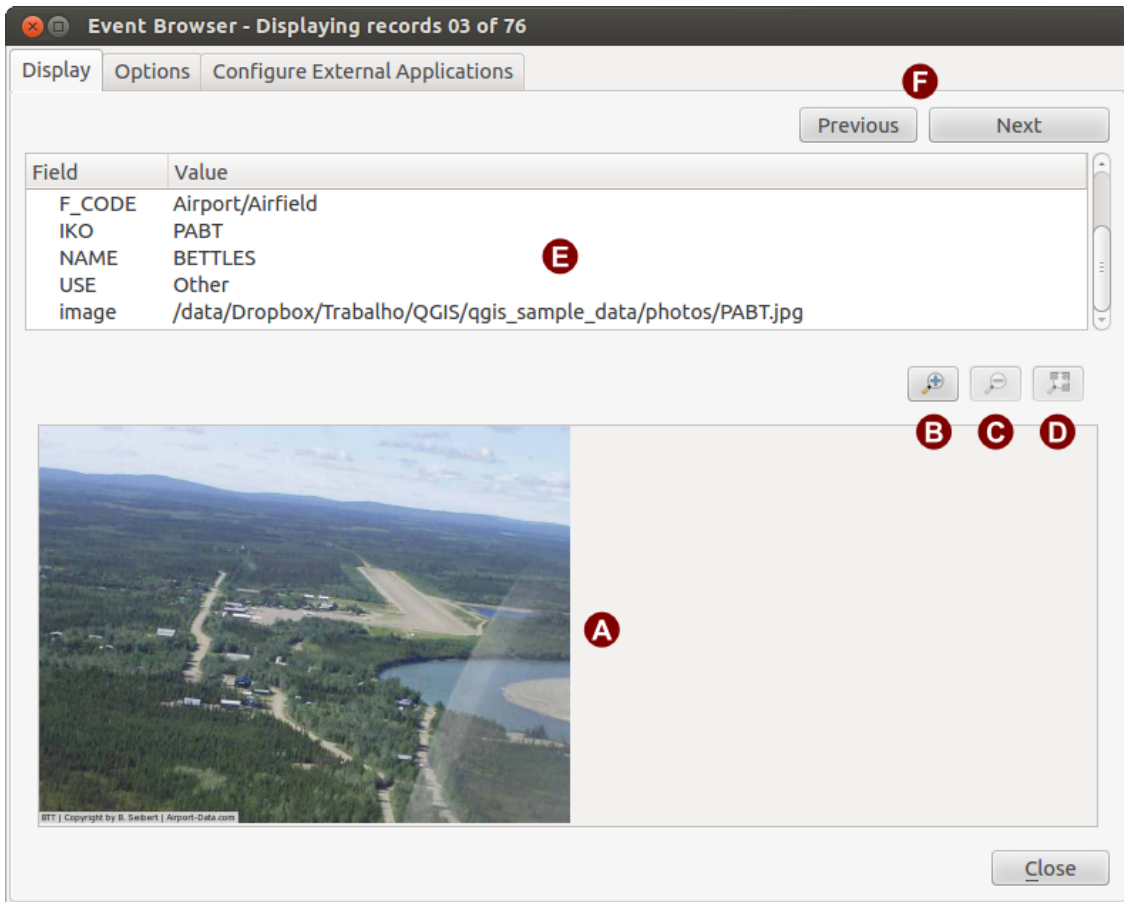 Event Browser - Displaying records 03 of 76
Display Options Configure External Applications
F
Previous Next
Field Value
F_CODE Airport/Airfield
IKO PABT
NAME BETTLES
E
USE Other
image /data/Dropbox/Trabalho/QGIS/qgis_sample_data/photos/PABT.jpg
B C D
A
BTT | Copyright by B. Seibert | Airport-Data.com
Close